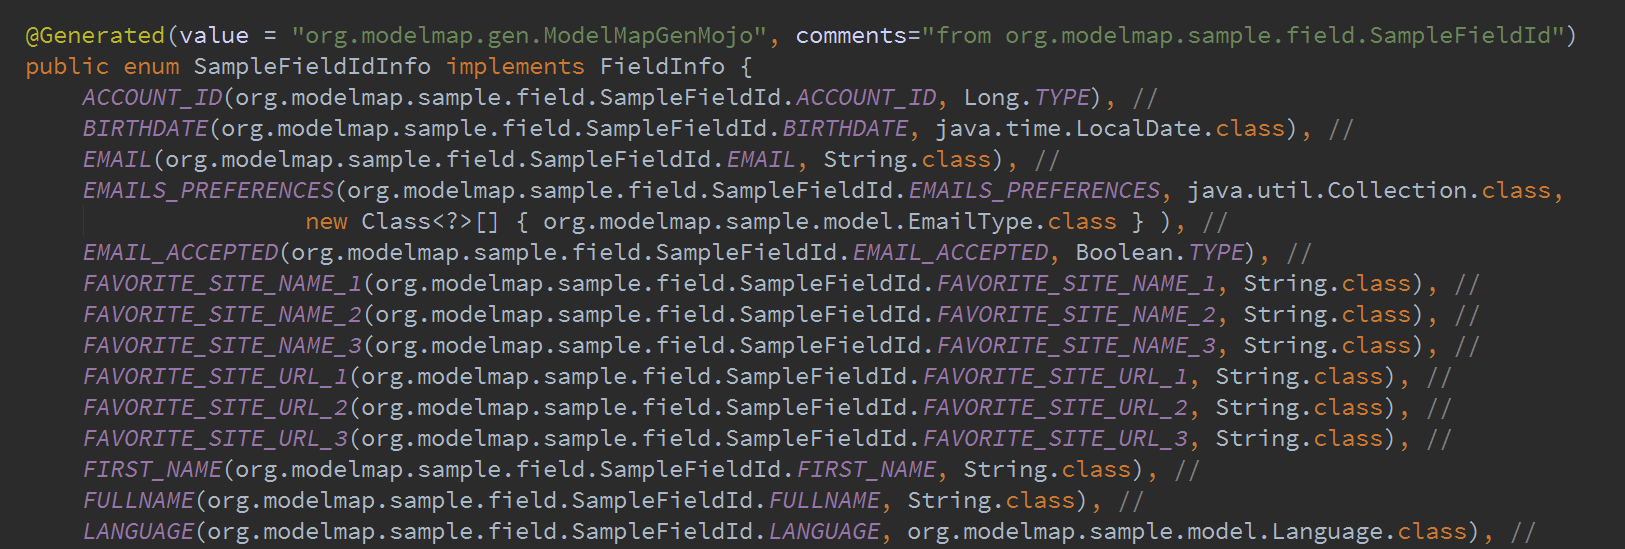 @Generated(value = "org.modelmap.gen.ModelMapGenMojo", comments="from org.modelmap.sample.field.SampleFieldId")
public enum SampleFieldIdInfo implements FieldInfo {
ACCOUNT_ID(org.modelmap.sample.field.SampleFieldId.ACCOUNT_ID, Long.TYPE), //
BIRTHDATE(org.modelmap.sample.field.SampleFieldId.BIRTHDATE, java.time.LocalDate.class), //
EMAIL(org.modelmap.sample.field.SampleFieldId.EMAIL, String.class), //
EMAILS_PREFERENCES(org.modelmap.sample.field.SampleFieldId.EMAILS_PREFERENCES, java.util.Collection.class,
new Class<?>[] { org.modelmap.sample.model.EmailType.class } ), //
EMAIL_ACCEPTED(org.modelmap.sample.field.SampleFieldId.EMAIL_ACCEPTED, Boolean.TYPE), //
FAVORITE_SITE_NAME_1(org.modelmap.sample.field.SampleFieldId.FAVORITE_SITE_NAME_1, String.class), //
FAVORITE_SITE_NAME_2(org.modelmap.sample.field.SampleFieldId.FAVORITE_SITE_NAME_2, String.class), //
FAVORITE_SITE_NAME_3(org.modelmap.sample.field.SampleFieldId.FAVORITE_SITE_NAME_3, String.class), //
FAVORITE_SITE_URL_1(org.modelmap.sample.field.SampleFieldId.FAVORITE_SITE_URL_1, String.class), //
FAVORITE_SITE_URL_2(org.modelmap.sample.field.SampleFieldId.FAVORITE_SITE_URL_2, String.class), //
FAVORITE_SITE_URL_3(org.modelmap.sample.field.SampleFieldId.FAVORITE_SITE_URL_3, String.class), //
FIRST_NAME(org.modelmap.sample.field.SampleFieldId.FIRST_NAME, String.class), //
FULLNAME(org.modelmap.sample.field.SampleFieldId.FULLNAME, String.class), //
LANGUAGE(org.modelmap.sample.field.SampleFieldId.LANGUAGE, org.modelmap.sample.model.Language.class), //